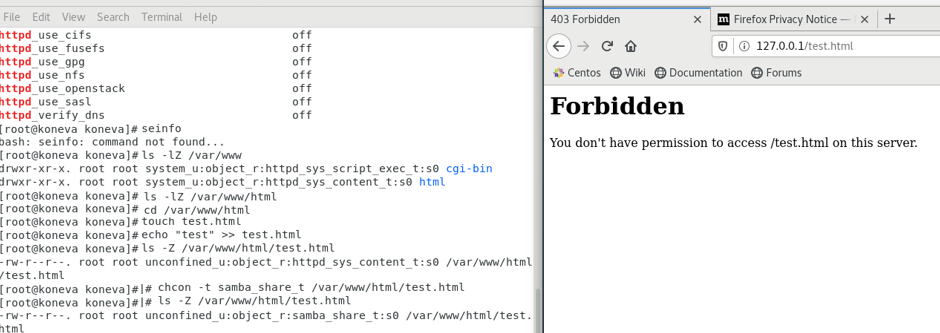 File Edit View Search Terminal Help
httpd_use_cifs off
httpd_use_fusefs off
httpd_use_gpg off
httpd_use_nfs off
httpd_use_openstack off
httpd_use_sasl off
httpd_verify_dns off
[root@koneva koneva]# seinfo
bash: seinfo: command not found...
[root@koneva koneva]# ls -lZ /var/www
drwxr-xr-x. root root system_u:object_r:httpd_sys_script_exec_t:s0 cgi-bin
drwxr-xr-x. root root system_u:object_r:httpd_sys_content_t:s0 html
[root@koneva koneva]# ls -lZ /var/www/html
[root@koneva koneva]# cd /var/www/html
[root@koneva koneva]# touch test.html
[root@koneva koneva]# echo "test" >> test.html
[root@koneva koneva]# ls -Z /var/www/html/test.html
-rw-r--r--. root root unconfined_u:object_r:httpd_sys_content_t:s0 /var/www/html
/test.html
[root@koneva koneva]# chcon -t samba_share_t /var/www/html/test.html
[root@koneva koneva]# ls -Z /var/www/html/test.html
-rw-r--r--. root root unconfined_u:object_r:samba_share_t:s0 /var/www/html/test.
html
403 Forbidden
Firefox Privacy Notice —
127.0.0.1/test.html
Centos Wiki Documentation Forums
Forbidden
You don't have permission to access /test.html on this server.